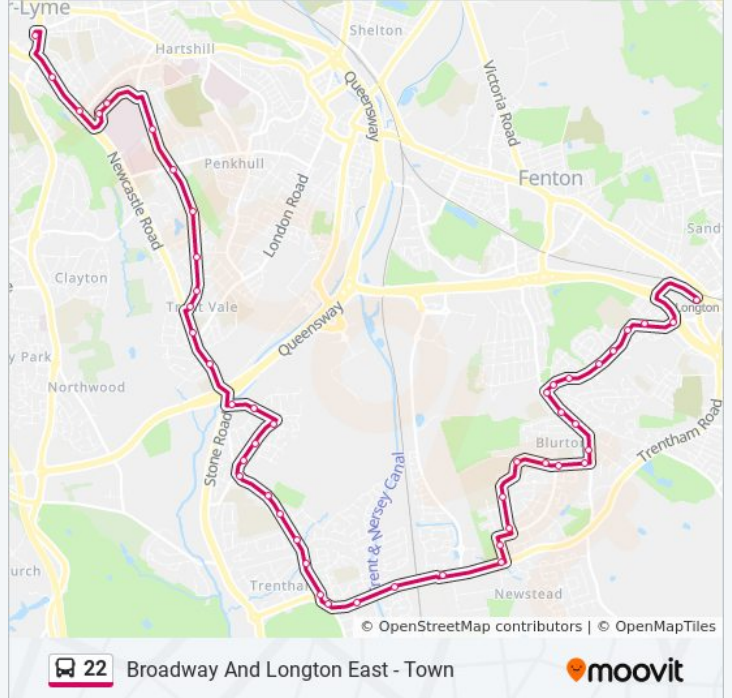 r-Lyme
Shelton
Hartshill
Queensway
Victoria Road
Penkhull
Newcastle Road
London Road
Fenton
Sand
Clayton
Trent Vale
Longton
Queensway
y Park
Northwood
Stone Road
Blurton
Trentham Road
Trent & Mersey Canal
urch
Trentha
Newstead
© OpenStreetMap contributors | © OpenMapTiles
22 Broadway And Longton East - Town
moovit